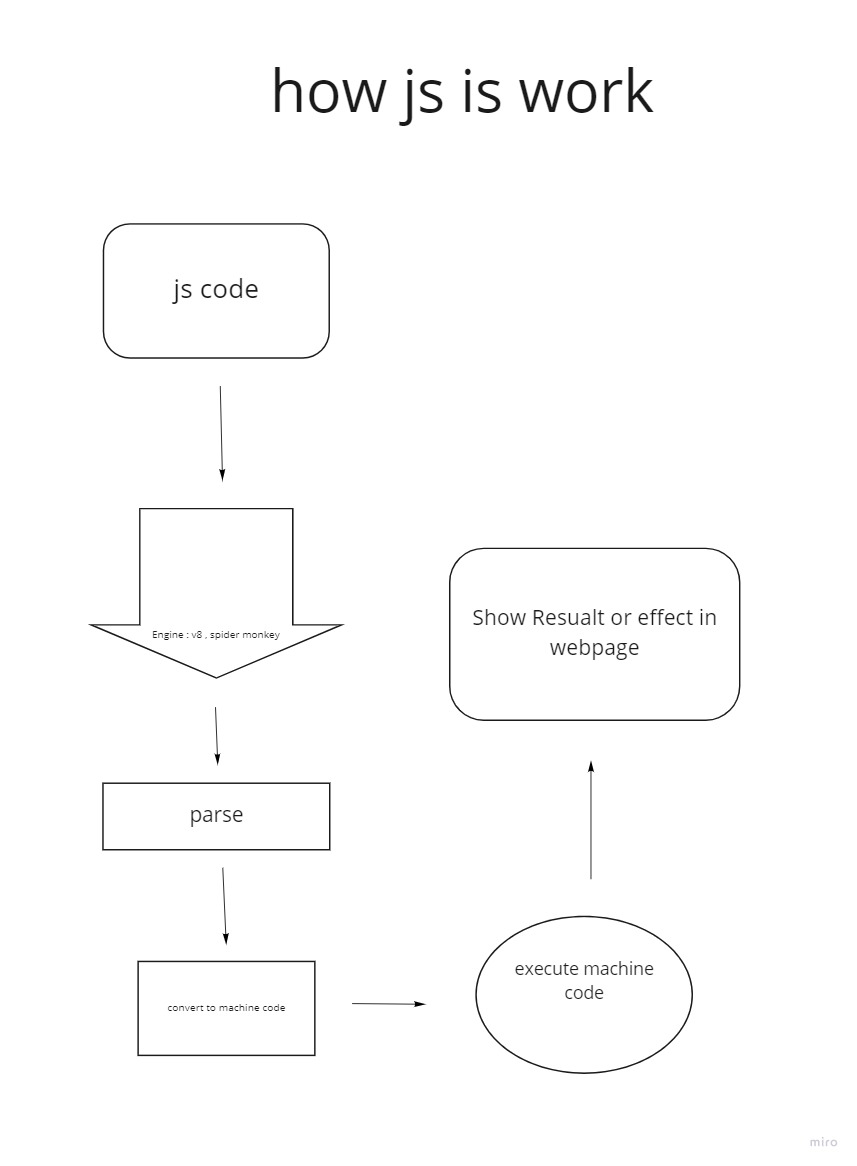 how js is work
js code
Engine : v8 , spider monkey
parse
convert to machine code
execute machine
code
Show Resualt or effect in
webpage
miro